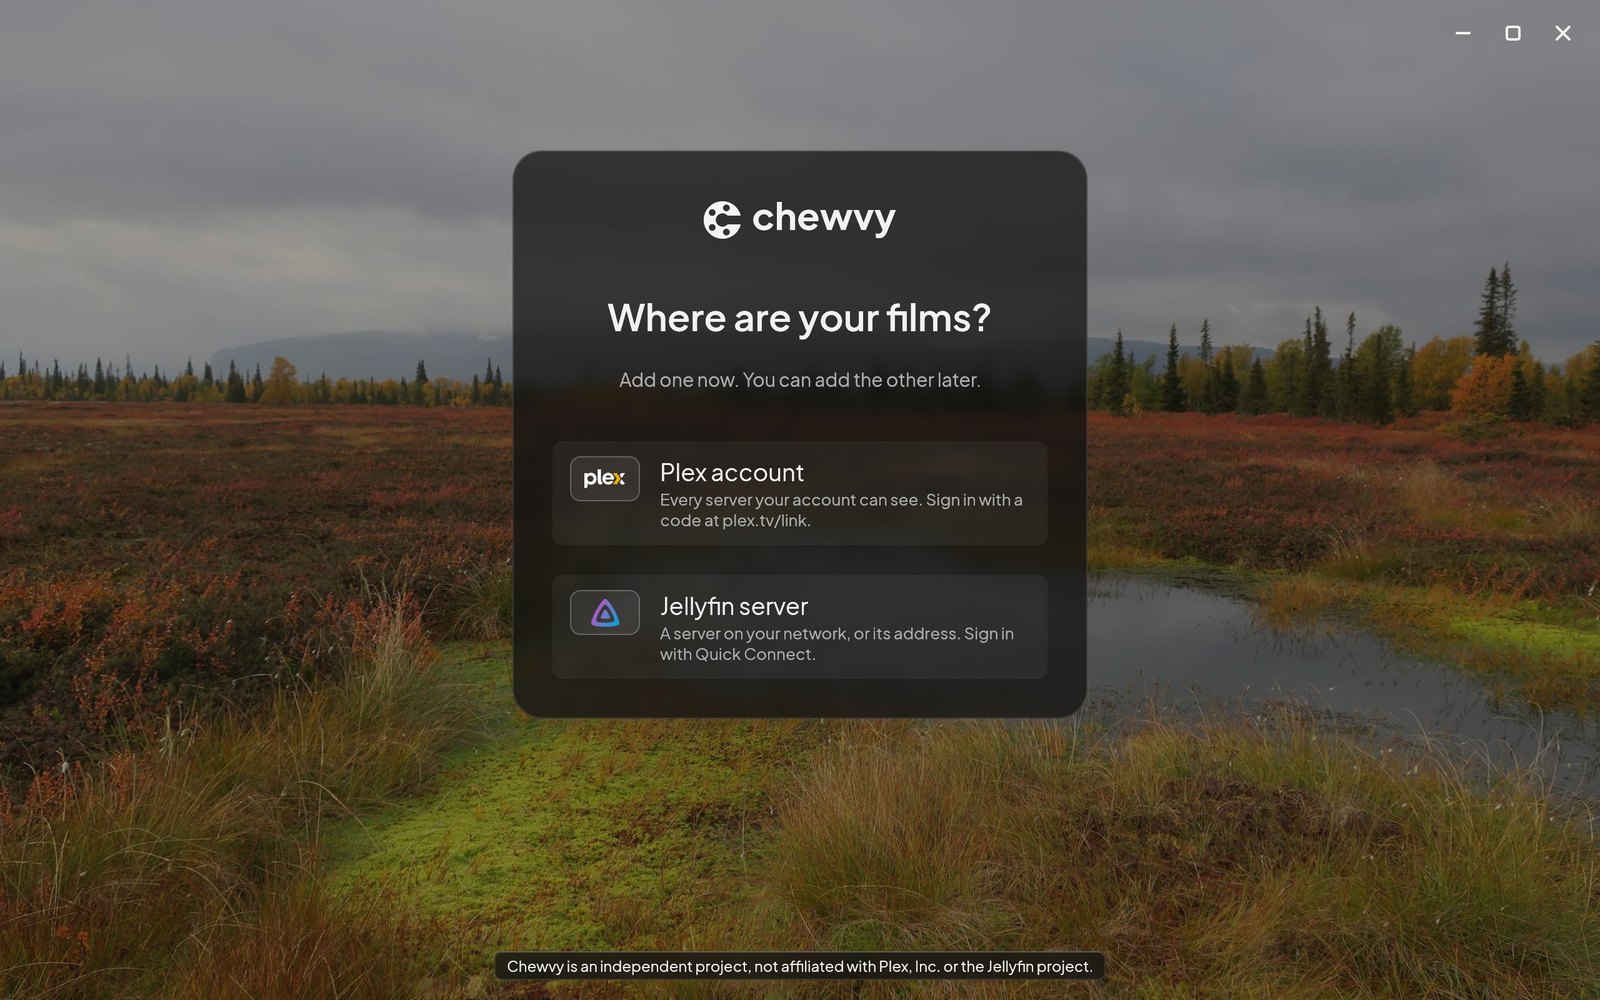 chewvy
Where are your films?
Add one now. You can add the other later.
plex
Plex account
Every server your account can see. Sign in with a
code at plex.tv/link.
Jellyfin server
A server on your network, or its address. Sign in
with Quick Connect.
Chewvy is an independent project, not affiliated with Plex, Inc. or the Jellyfin project.